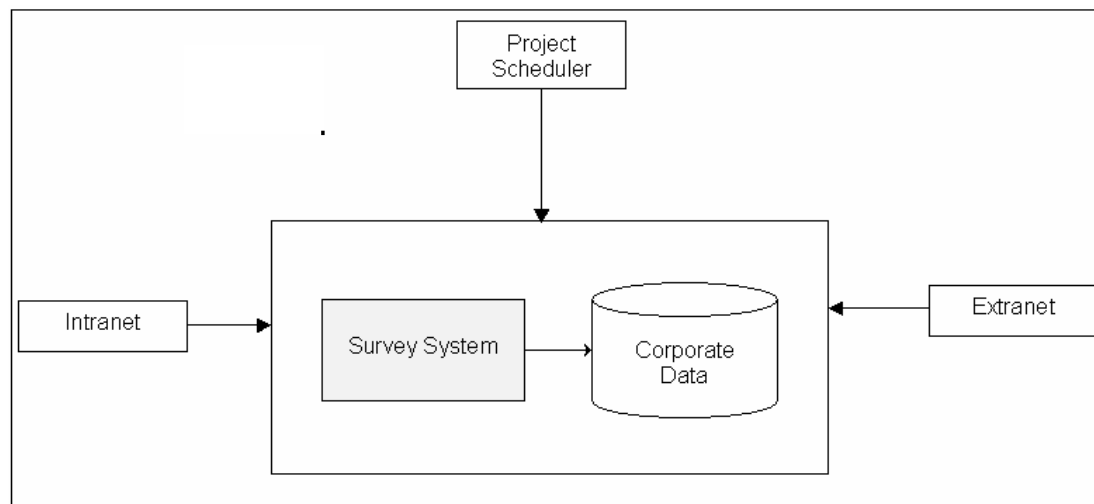 Project
Scheduler
Intranet
Survey System
Corporate
Data
Extranet